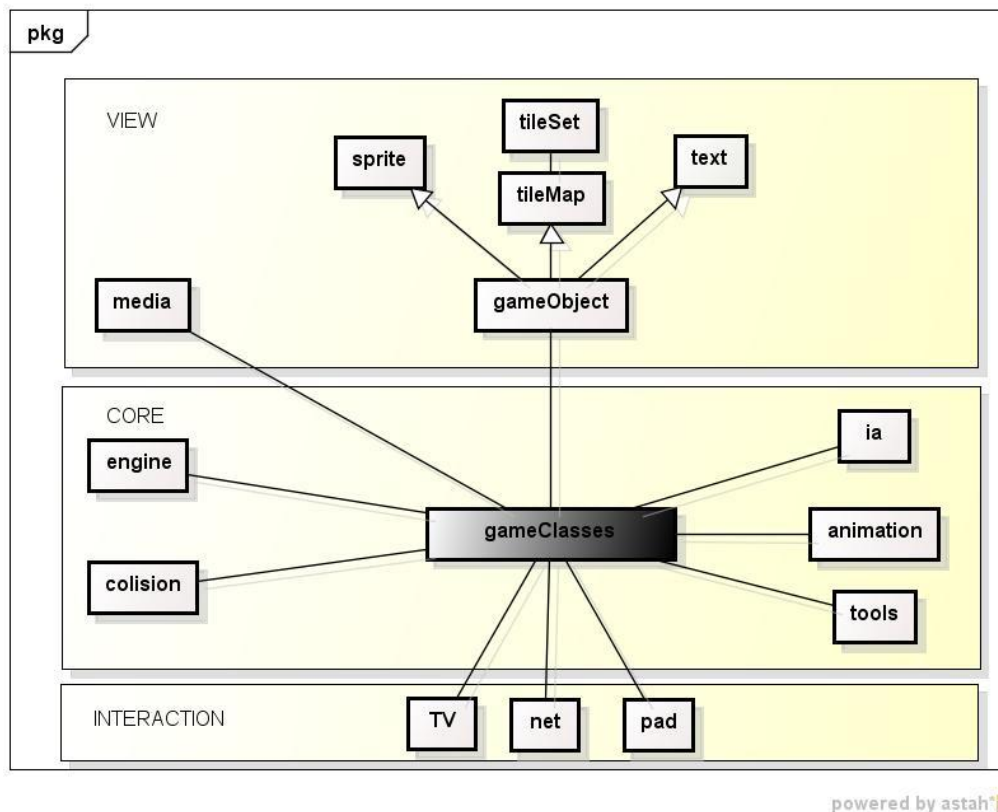 pkg
VIEW
tileSet
sprite
text
tileMap
media
gameObject
CORE
ia
engine
gameClasses
animation
colision
tools
INTERACTION
TV
net
pad
powered by astah*